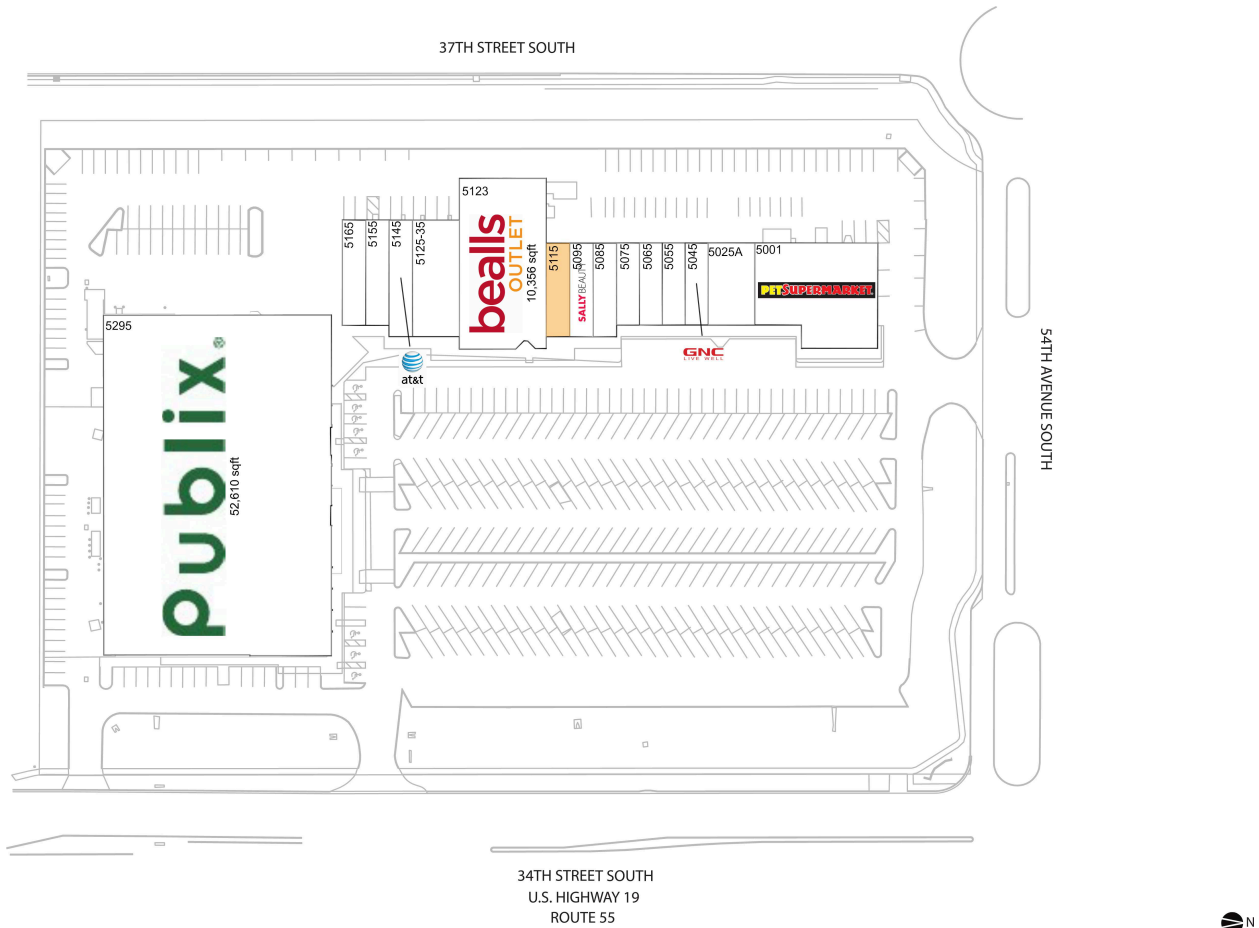 37TH STREET SOUTH
5123
bealls
OUTLET
10,356 sqft
5165
5155
5145
5125-35
5115
5095
SALLY BEAUTY
5085
5075
5065
5055
5045
5025A
5001
PET SUPERMARKET
GNC
LIVE WELL
at&t
5295
publix
52,610 sqft
54TH AVENUE SOUTH
34TH STREET SOUTH
U.S. HIGHWAY 19
ROUTE 55
N